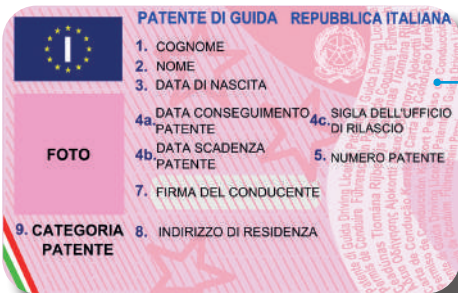 PATENTE DI GUIDA REPUBBLICA ITALIANA
I
1. COGNOME
2. NOME
3. DATA DI NASCITA
4a. DATA CONSEGUIMENTO PATENTE
4c. SIGLA DELL'UFFICIO DI RILASCIO
4b. DATA SCADENZA PATENTE
5. NUMERO PATENTE
FOTO
7. FIRMA DEL CONDUCENTE
9. CATEGORIA PATENTE
8. INDIRIZZO DI RESIDENZA